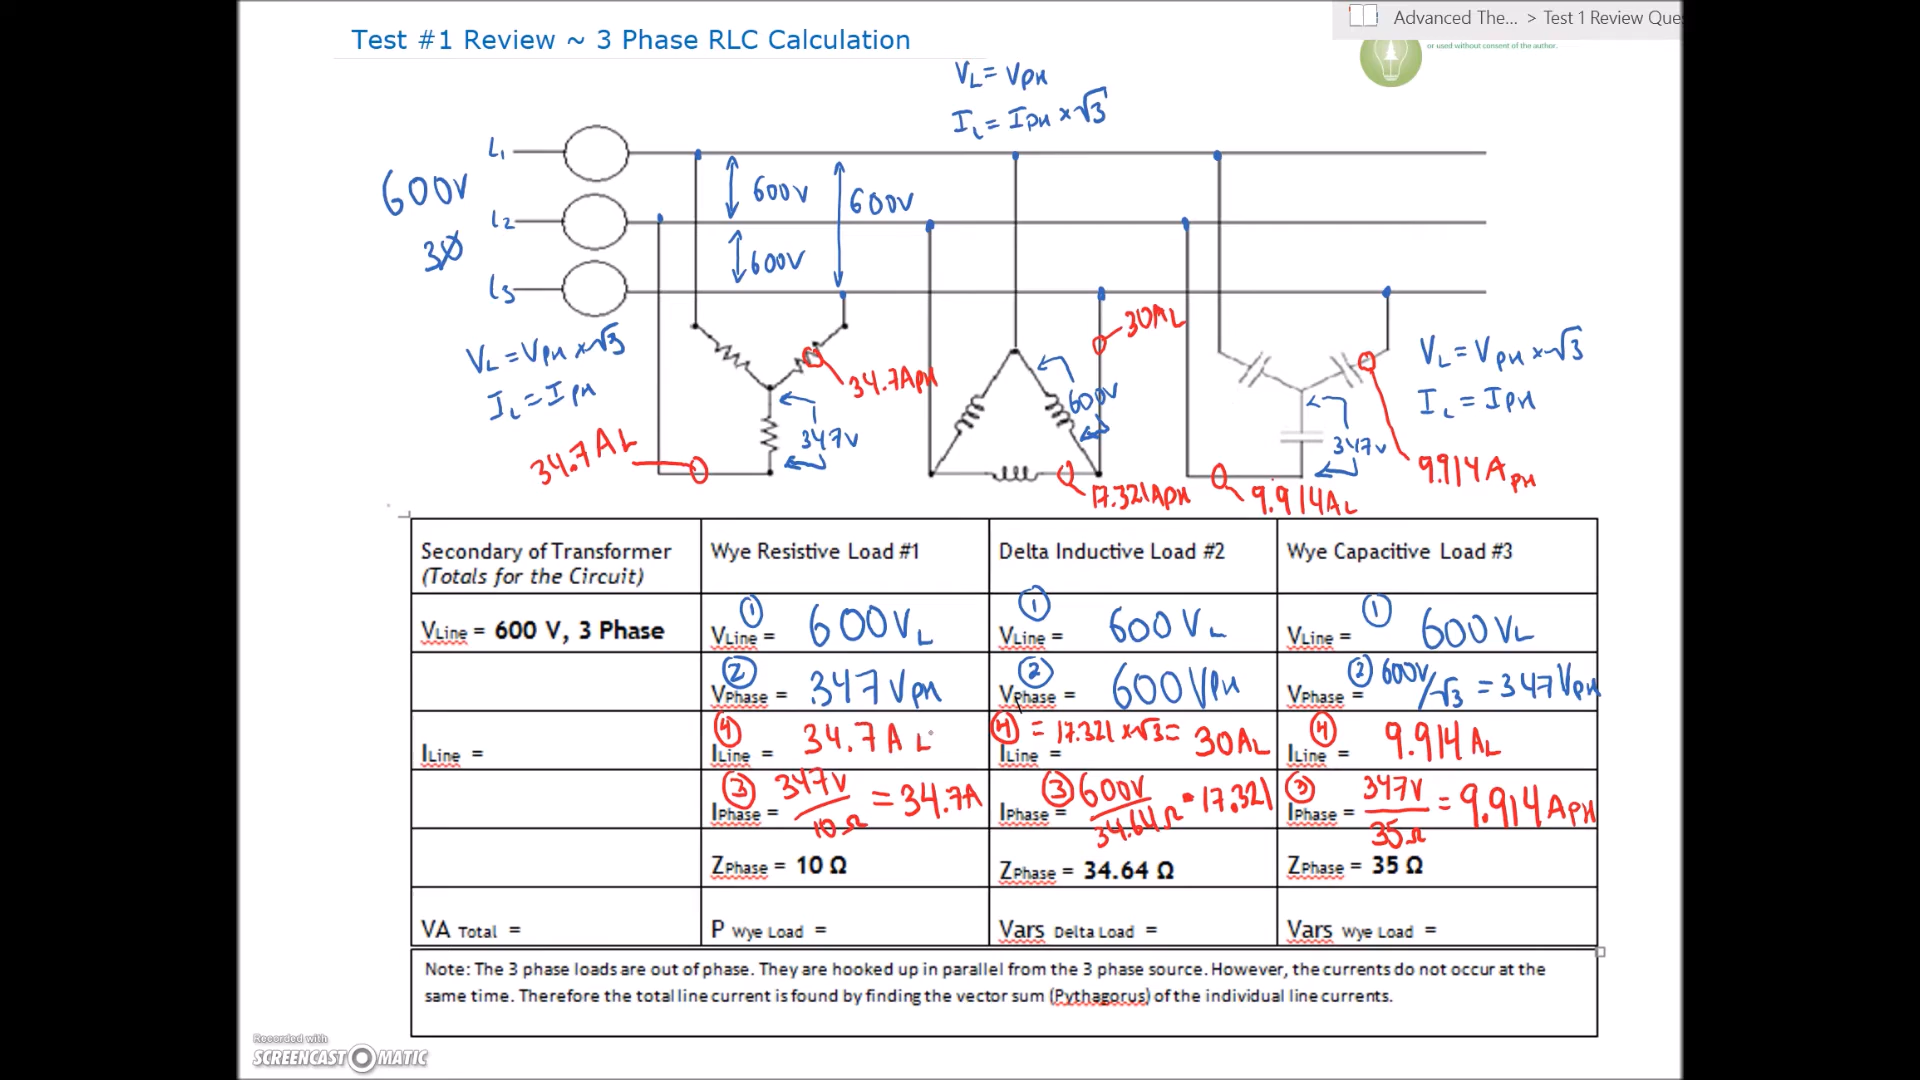 Advanced The... > Test 1 Review Que
Test #1 Review ~ 3 Phase RLC Calculation
or used without consent of the author.
VL = VPH
IL = IPH × √3
L1
600V
L2
3Ø
L3
600V
600V
600V
VL = VPH × √3
IL = IPH
34.7AL
34.7APH
347V
30AL
600V
17.321APH
VL = VPH × √3
IL = IPH
347V
9.914APH
9.914AL
Secondary of Transformer
(Totals for the Circuit)
Wye Resistive Load #1
Delta Inductive Load #2
Wye Capacitive Load #3
VLine = 600 V, 3 Phase
① VLine = 600VL
① VLine = 600VL
① VLine = 600VL
② VPhase = 347VPH
② VPhase = 600VPH
② VPhase = 600V/√3 = 347VPH
ILine =
④ ILine = 34.7AL
④ ILine = = 17.321 × √3 = 30AL
④ ILine = 9.914AL
③ IPhase = 347V/10Ω = 34.7A
③ IPhase = 600V/34.64Ω = 17.321
③ IPhase = 347V/35Ω = 9.914APH
ZPhase = 10 Ω
ZPhase = 34.64 Ω
ZPhase = 35 Ω
VA Total =
P Wye Load =
Vars Delta Load =
Vars Wye Load =
Note: The 3 phase loads are out of phase. They are hooked up in parallel from the 3 phase source. However, the currents do not occur at the
same time. Therefore the total line current is found by finding the vector sum (Pythagorus) of the individual line currents.
Recorded with
SCREENCAST-O-MATIC